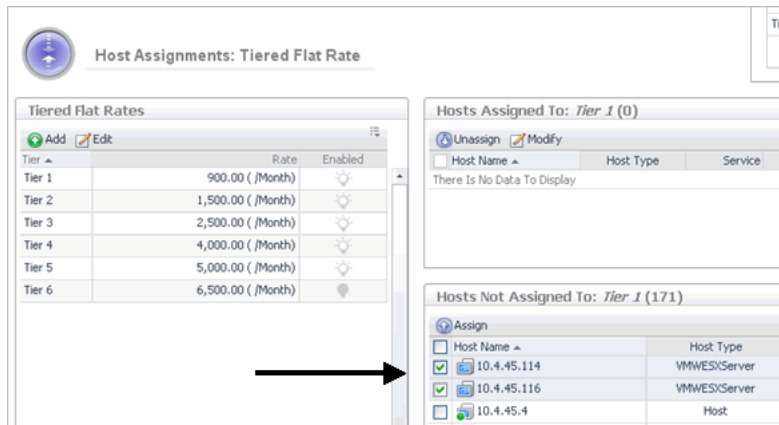 Ti
Host Assignments: Tiered Flat Rate
Tiered Flat Rates
Add Edit
Tier Rate Enabled
Tier 1 900.00 ( /Month)
Tier 2 1,500.00 ( /Month)
Tier 3 2,500.00 ( /Month)
Tier 4 4,000.00 ( /Month)
Tier 5 5,000.00 ( /Month)
Tier 6 6,500.00 ( /Month)
Hosts Assigned To: Tier 1 (0)
Unassign Modify
Host Name Host Type Service
There Is No Data To Display
Hosts Not Assigned To: Tier 1 (171)
Assign
Host Name Host Type
10.4.45.114 VMWESXServer
10.4.45.116 VMWESXServer
10.4.45.4 Host